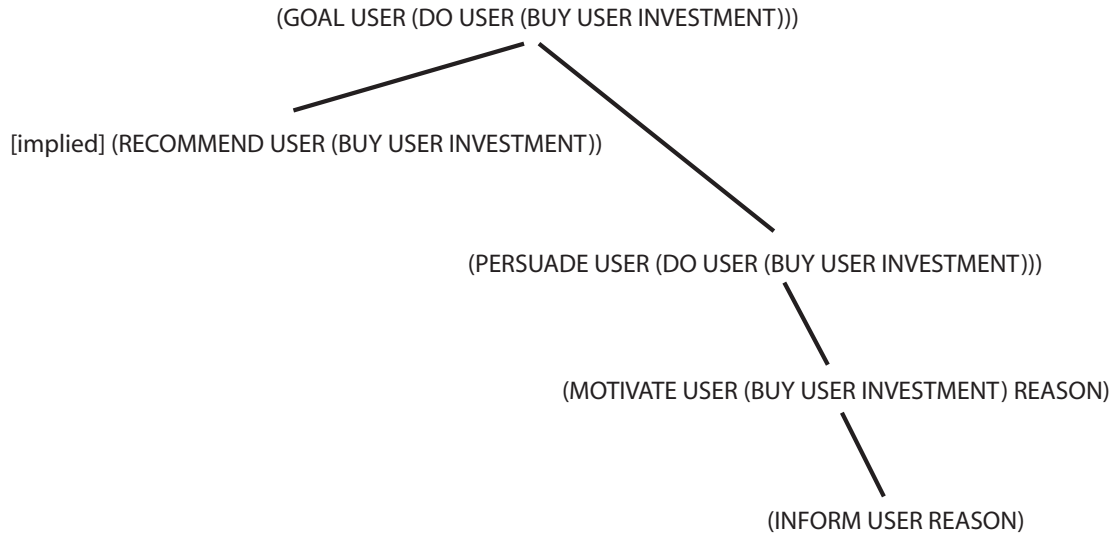 (GOAL USER (DO USER (BUY USER INVESTMENT)))
[implied] (RECOMMEND USER (BUY USER INVESTMENT))
(PERSUADE USER (DO USER (BUY USER INVESTMENT)))
(MOTIVATE USER (BUY USER INVESTMENT) REASON)
(INFORM USER REASON)